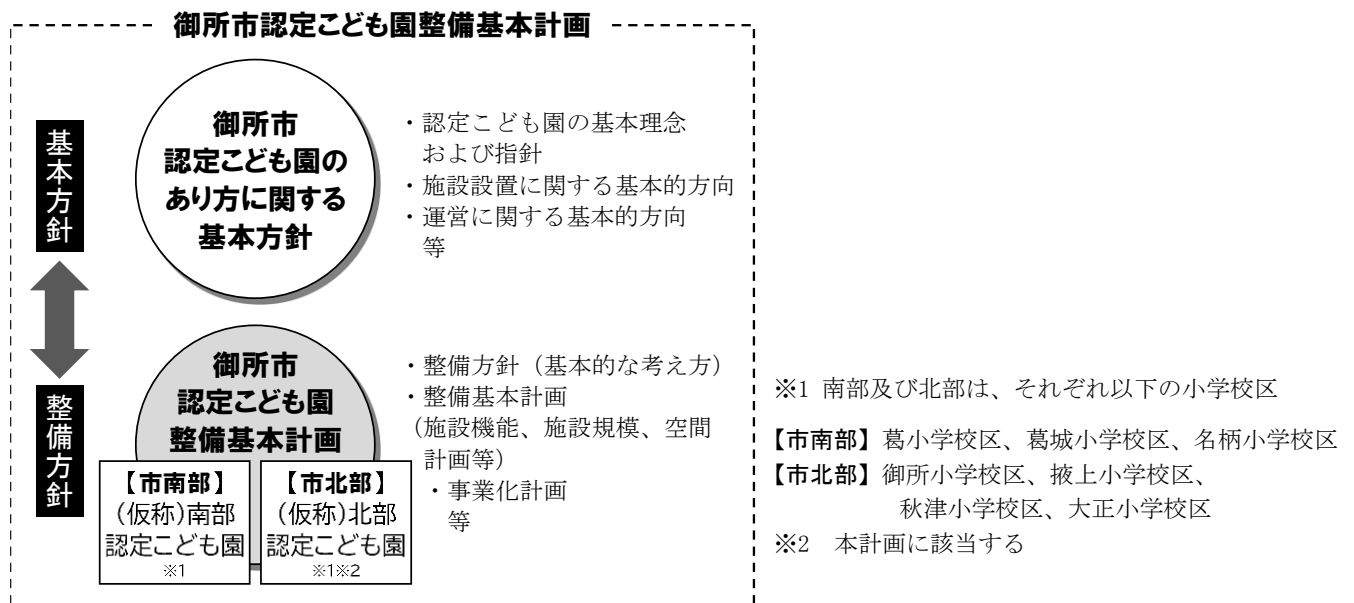 御所市認定こども園整備基本計画
基本方針
御所市
認定こども園の
あり方に関する
基本方針
・認定こども園の基本理念
および指針
・施設設置に関する基本的方向
・運営に関する基本的方向
等
整備方針
御所市
認定こども園
整備基本計画
【市南部】
(仮称)南部
認定こども園
※1
【市北部】
(仮称)北部
認定こども園
※1※2
・整備方針（基本的な考え方）
・整備基本計画
（施設機能、施設規模、空間
計画等）
・事業化計画
等
※1 南部及び北部は、それぞれ以下の小学校区
【市南部】葛小学校区、葛城小学校区、名柄小学校区
【市北部】御所小学校区、掖上小学校区、
秋津小学校区、大正小学校区
※2　本計画に該当する